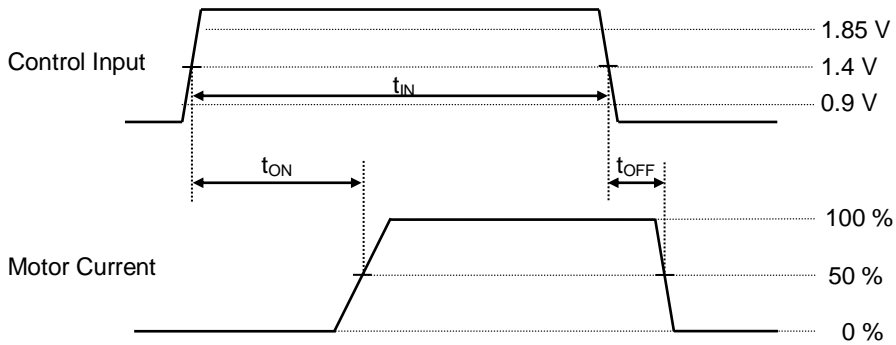 1.85 V
Control Input
1.4 V
tIN
0.9 V
tON
tOFF
100 %
Motor Current
50 %
0 %